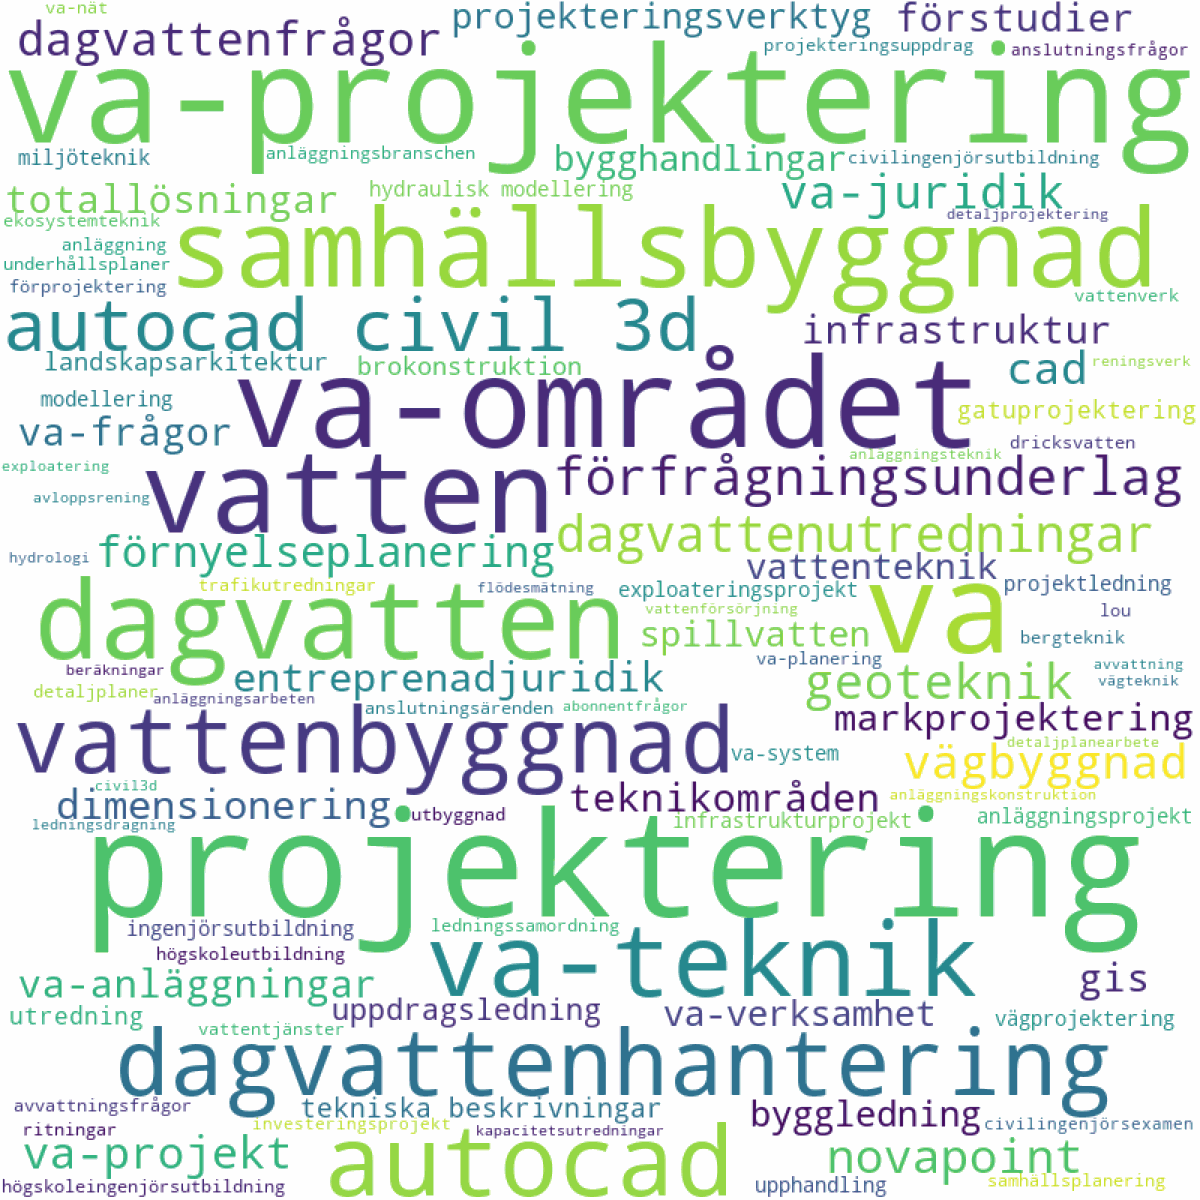 va-nät
projekteringsverktyg
förstudier
dagvattenfrågor
projekteringsuppdrag
anslutningsfrågor
va-projektering
miljöteknik
anläggningsbranschen
bygghandlingar
civilingenjörsutbildning
totallösningar
hydraulisk modellering
va-juridik
ekosystemteknik
detaljprojektering
samhällsbyggnad
anläggning
underhållsplaner
förprojektering
vattenverk
autocad civil 3d
infrastruktur
landskapsarkitektur
brokonstruktion
cad
reningsverk
va-området
modellering
gatuprojektering
va-frågor
dricksvatten
anläggningsteknik
exploatering
vatten
förfrågningsunderlag
avloppsrening
dagvattenutredningar
hydrologi
förnyelseplanering
vattenteknik
trafikutredningar
flödesmätning
exploateringsprojekt
projektledning
dagvatten
va
vattenförsörjning
lou
spillvatten
bergteknik
va-planering
beräkningar
avvattning
entreprenadjuridik
geoteknik
vägteknik
detaljplaner
anläggningsarbeten
anslutningsärenden
abonnentfrågor
markprojektering
vattenbyggnad
va-system
detaljplanearbete
vägbyggnad
civil3d
dimensionering
teknikområden
anläggningskonstruktion
utbyggnad
ledningsdragning
infrastrukturprojekt
anläggningsprojekt
projektering
ingenjörsutbildning
ledningssamordning
högskoleutbildning
va-teknik
va-anläggningar
gis
utredning
uppdragsledning
va-verksamhet
vägprojektering
vattentjänster
dagvattenhantering
avvattningsfrågor
tekniska beskrivningar
byggledning
ritningar
investeringsprojekt
kapacitetsutredningar
civilingenjörsexamen
va-projekt
autocad
novapoint
högskoleingenjörsutbildning
upphandling
samhällsplanering